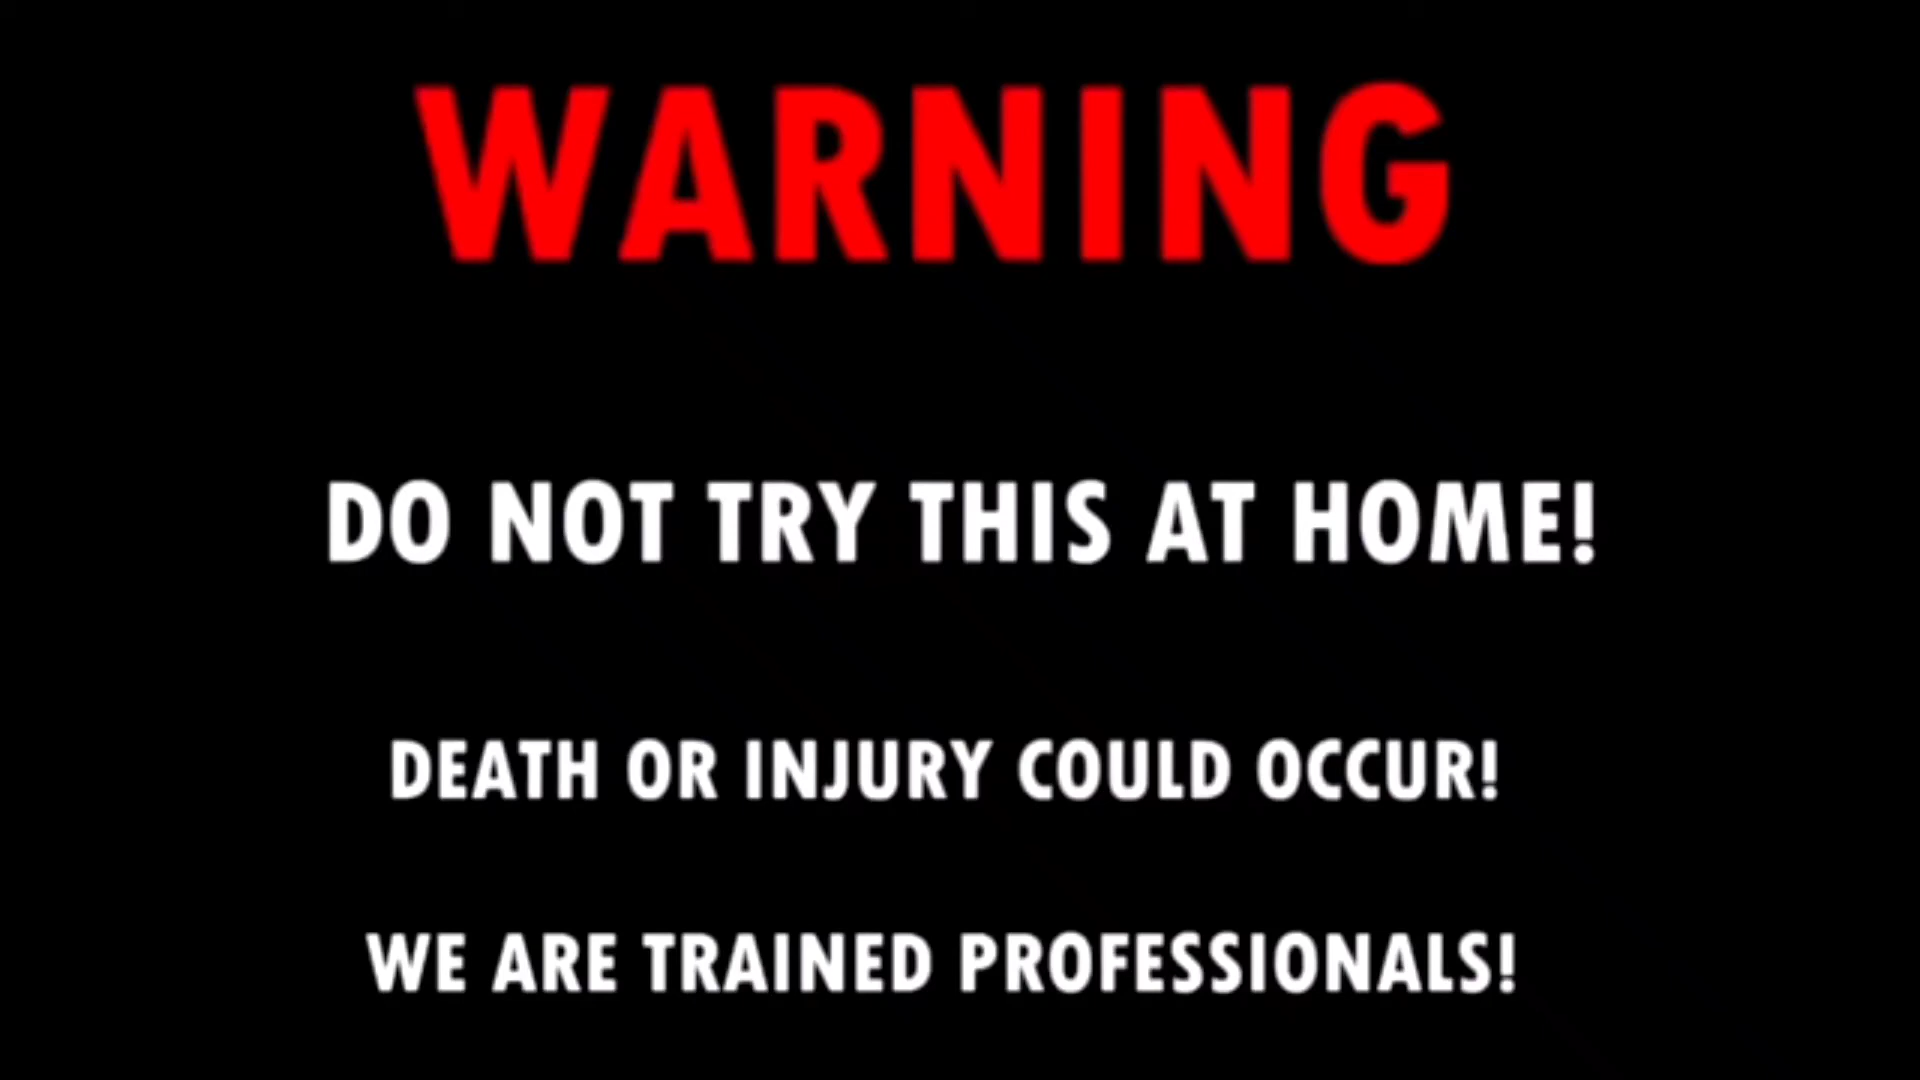 WARNING
DO NOT TRY THIS AT HOME!
DEATH OR INJURY COULD OCCUR!
WE ARE TRAINED PROFESSIONALS!